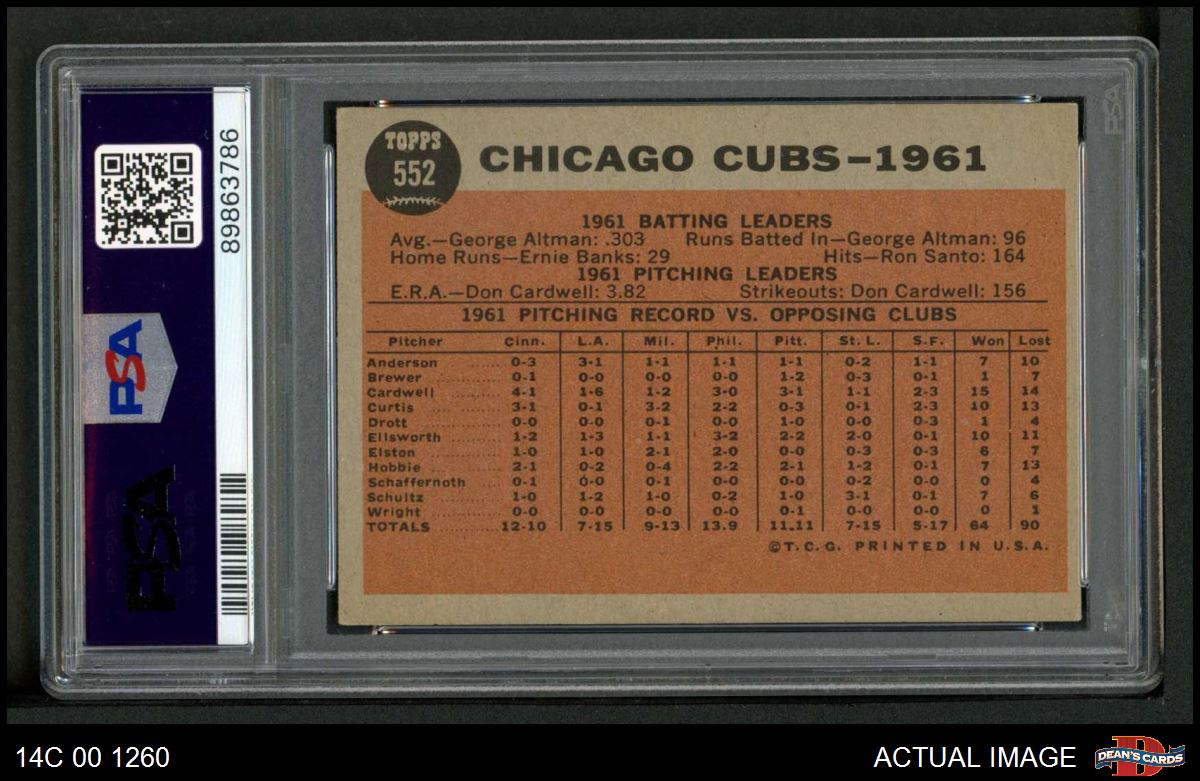 89863786
PSA
PSA
TOPPS
552
CHICAGO CUBS-1961
1961 BATTING LEADERS
Avg.—George Altman: .303 Runs Batted In—George Altman: 96
Home Runs—Ernie Banks: 29 Hits—Ron Santo: 164
1961 PITCHING LEADERS
E.R.A.—Don Cardwell: 3.82 Strikeouts: Don Cardwell: 156
1961 PITCHING RECORD VS. OPPOSING CLUBS
Pitcher Cinn. L.A. Mil. Phil. Pitt. St. L. S.F. Won Lost
Anderson ...... 0-3 3-1 1-1 1-1 1-1 0-2 1-1 7 10
Brewer ...... 0-1 0-0 0-0 0-0 1-2 0-3 0-1 1 7
Cardwell ...... 4-1 1-6 1-2 3-0 3-1 1-1 2-3 15 14
Curtis ...... 3-1 0-1 3-2 2-2 0-3 0-1 2-3 10 13
Drott ...... 0-0 0-0 0-1 0-0 1-0 0-0 0-3 1 4
Ellsworth ...... 1-2 1-3 1-1 3-2 2-2 2-0 0-1 10 11
Elston ...... 1-0 1-0 2-1 2-0 0-0 0-3 0-3 6 7
Hobbie ...... 2-1 0-2 0-4 2-2 2-1 1-2 0-1 7 13
Schaffernoth 0-1 0-0 0-1 0-0 0-0 0-2 0-0 0 4
Schultz ...... 1-0 1-2 1-0 0-2 1-0 3-1 0-1 7 6
Wright ...... 0-0 0-0 0-0 0-0 0-1 0-0 0-0 0 1
TOTALS 12-10 7-15 9-13 13.9 11.11 7-15 5-17 64 90
©T.C.G. PRINTED IN U.S.A.
PSA
14C 00 1260
ACTUAL IMAGE
DEAN'S CARDS